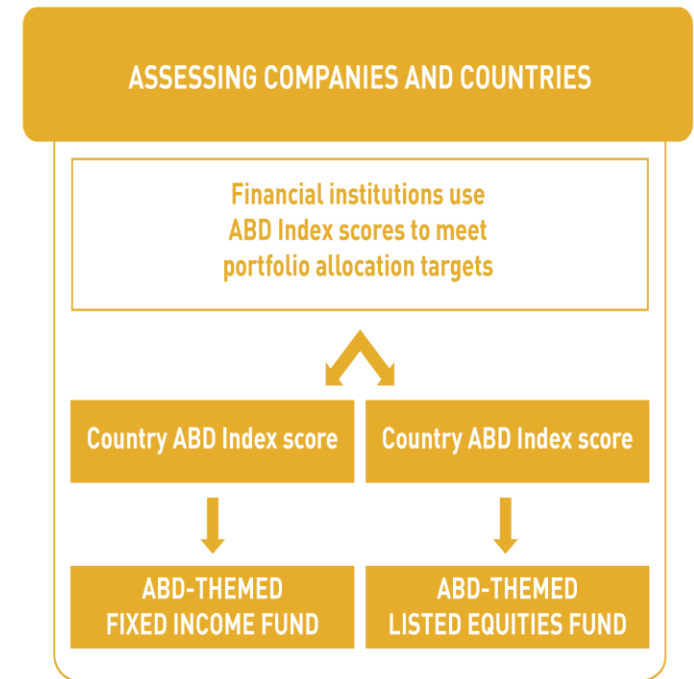 ASSESSING COMPANIES AND COUNTRIES
Financial institutions use
ABD Index scores to meet
portfolio allocation targets
Country ABD Index score
Country ABD Index score
ABD-THEMED
FIXED INCOME FUND
ABD-THEMED
LISTED EQUITIES FUND